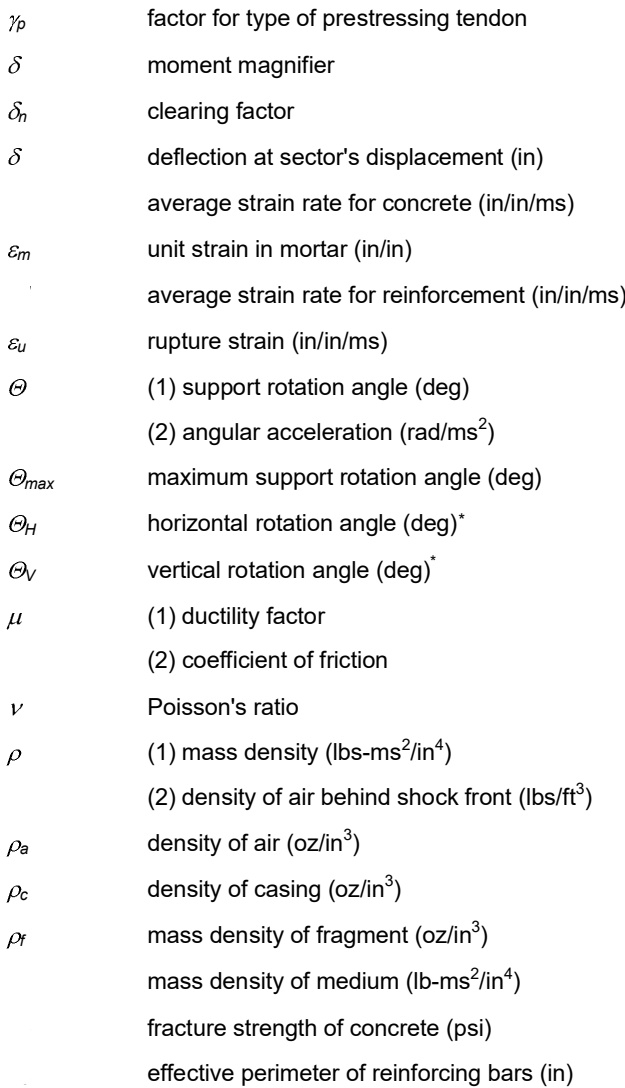 γp factor for type of prestressing tendon
δ moment magnifier
δn clearing factor
δ deflection at sector's displacement (in)
average strain rate for concrete (in/in/ms)
εm unit strain in mortar (in/in)
average strain rate for reinforcement (in/in/ms)
εu rupture strain (in/in/ms)
Θ (1) support rotation angle (deg)
(2) angular acceleration (rad/ms²)
Θmax maximum support rotation angle (deg)
ΘH horizontal rotation angle (deg)*
ΘV vertical rotation angle (deg)*
μ (1) ductility factor
(2) coefficient of friction
ν Poisson's ratio
ρ (1) mass density (lbs-ms²/in⁴)
(2) density of air behind shock front (lbs/ft³)
ρa density of air (oz/in³)
ρc density of casing (oz/in³)
ρf mass density of fragment (oz/in³)
mass density of medium (lb-ms²/in⁴)
fracture strength of concrete (psi)
effective perimeter of reinforcing bars (in)